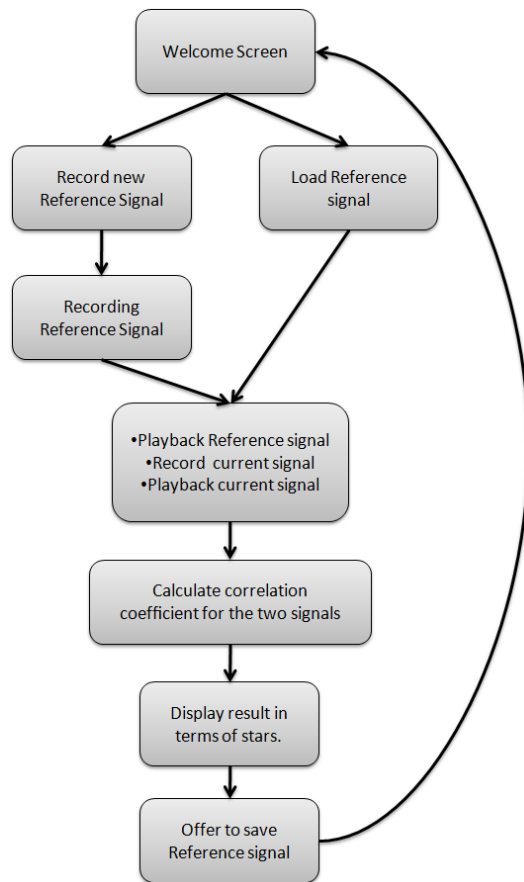 Welcome Screen
Record new
Reference Signal
Load Reference
signal
Recording
Reference Signal
•Playback Reference signal
•Record current signal
•Playback current signal
Calculate correlation
coefficient for the two signals
Display result in
terms of stars.
Offer to save
Reference signal